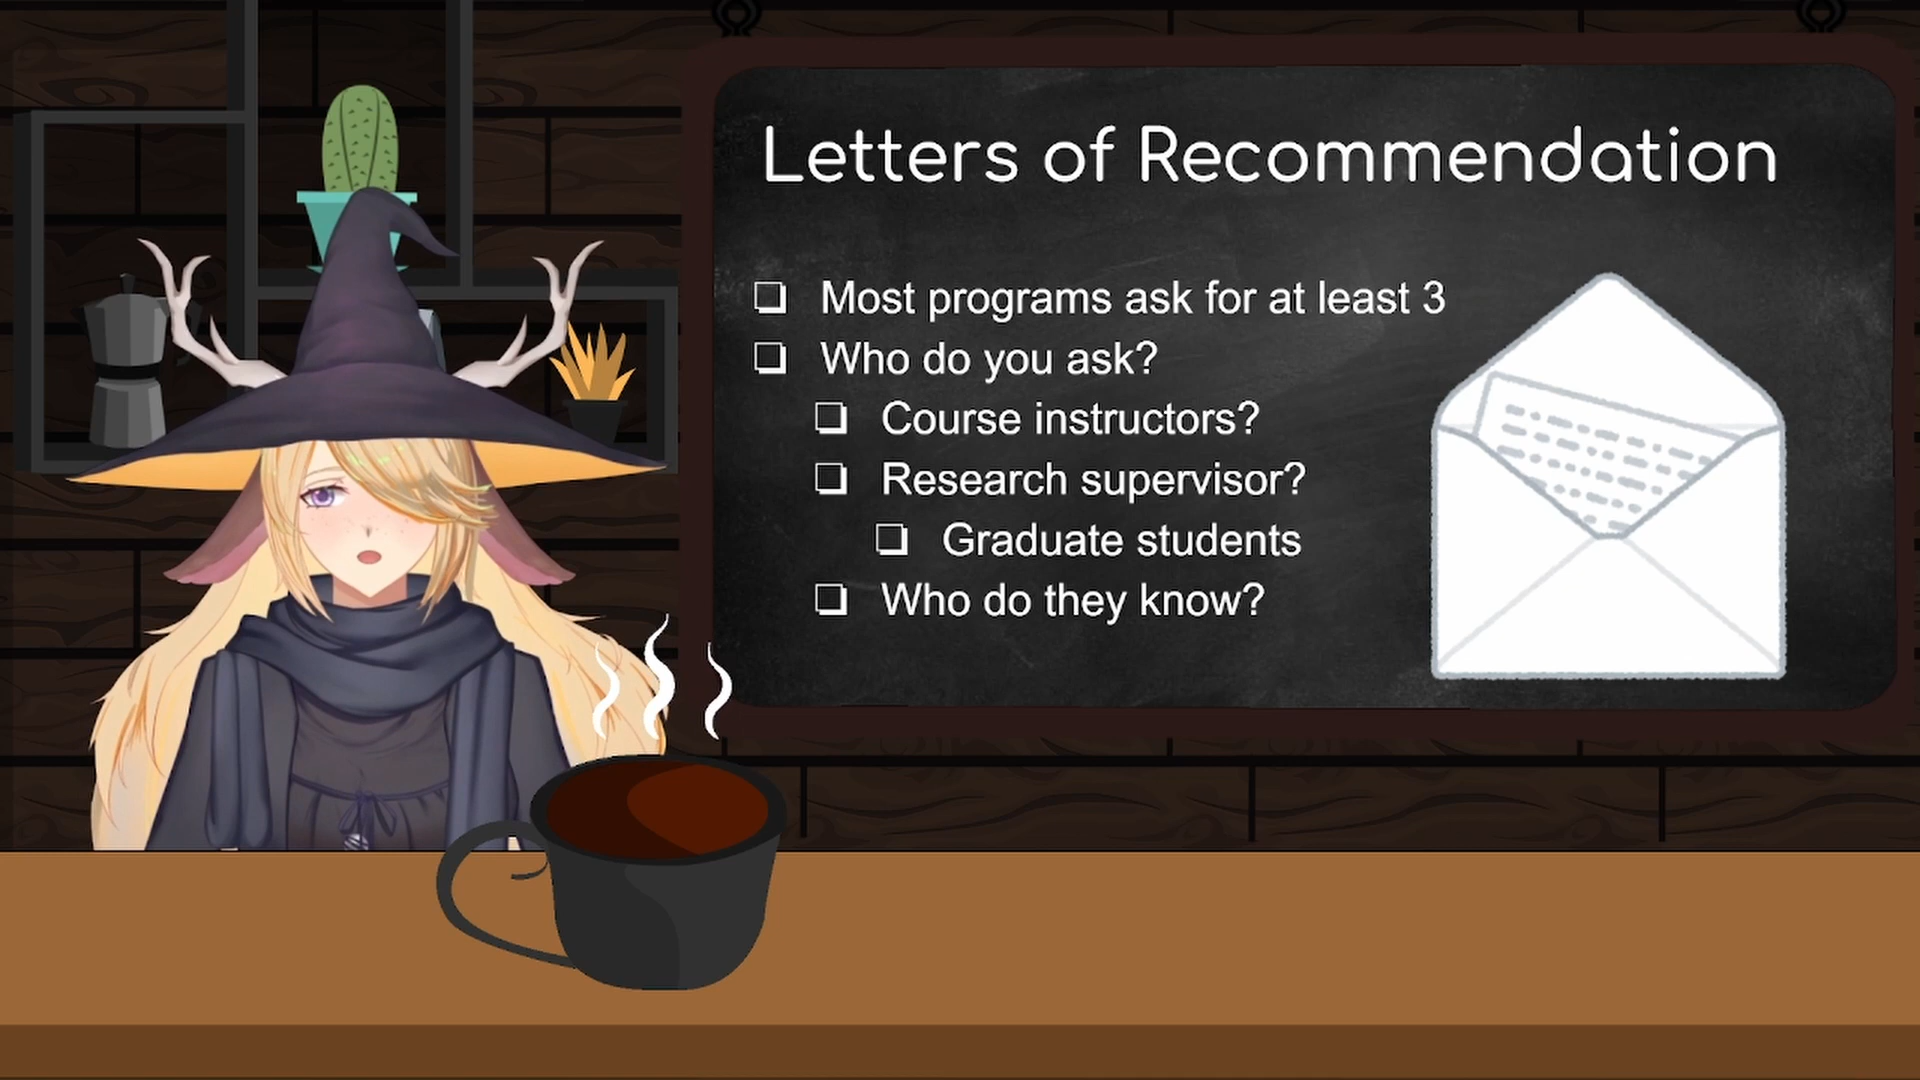 Letters of Recommendation
Most programs ask for at least 3
Who do you ask?
Course instructors?
Research supervisor?
Graduate students
Who do they know?